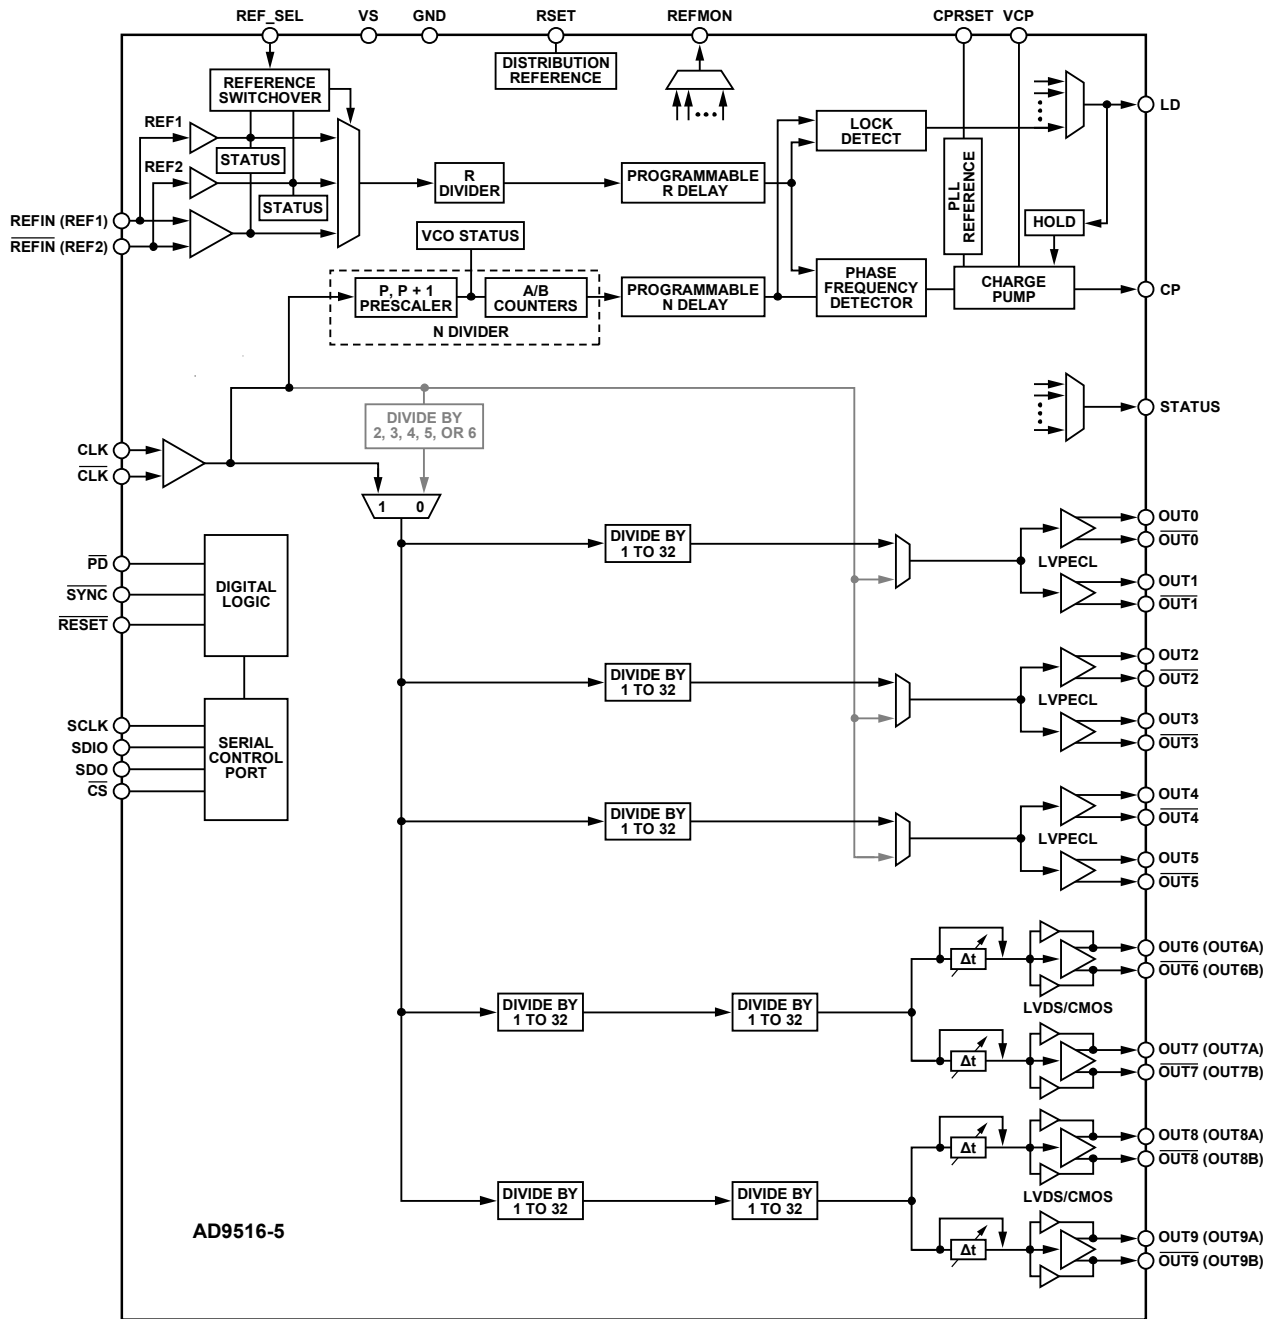 REF_SEL
VS
GND
RSET
REFMON
CPRSET
VCP
DISTRIBUTION
REFERENCE
REFERENCE
SWITCHOVER
REF1
REF2
STATUS
STATUS
REFIN (REF1)
REFIN (REF2)
R
DIVIDER
PROGRAMMABLE
R DELAY
LOCK
DETECT
PLL
REFERENCE
HOLD
LD
VCO STATUS
P, P + 1
PRESCALER
A/B
COUNTERS
N DIVIDER
PROGRAMMABLE
N DELAY
PHASE
FREQUENCY
DETECTOR
CHARGE
PUMP
CP
STATUS
DIVIDE BY
2, 3, 4, 5, OR 6
CLK
CLK
1 0
PD
SYNC
RESET
DIGITAL
LOGIC
SCLK
SDIO
SDO
CS
SERIAL
CONTROL
PORT
DIVIDE BY
1 TO 32
LVPECL
OUT0
OUT0
OUT1
OUT1
DIVIDE BY
1 TO 32
LVPECL
OUT2
OUT2
OUT3
OUT3
DIVIDE BY
1 TO 32
LVPECL
OUT4
OUT4
OUT5
OUT5
DIVIDE BY
1 TO 32
DIVIDE BY
1 TO 32
Δt
Δt
LVDS/CMOS
OUT6 (OUT6A)
OUT6 (OUT6B)
OUT7 (OUT7A)
OUT7 (OUT7B)
DIVIDE BY
1 TO 32
DIVIDE BY
1 TO 32
Δt
Δt
LVDS/CMOS
OUT8 (OUT8A)
OUT8 (OUT8B)
OUT9 (OUT9A)
OUT9 (OUT9B)
AD9516-5